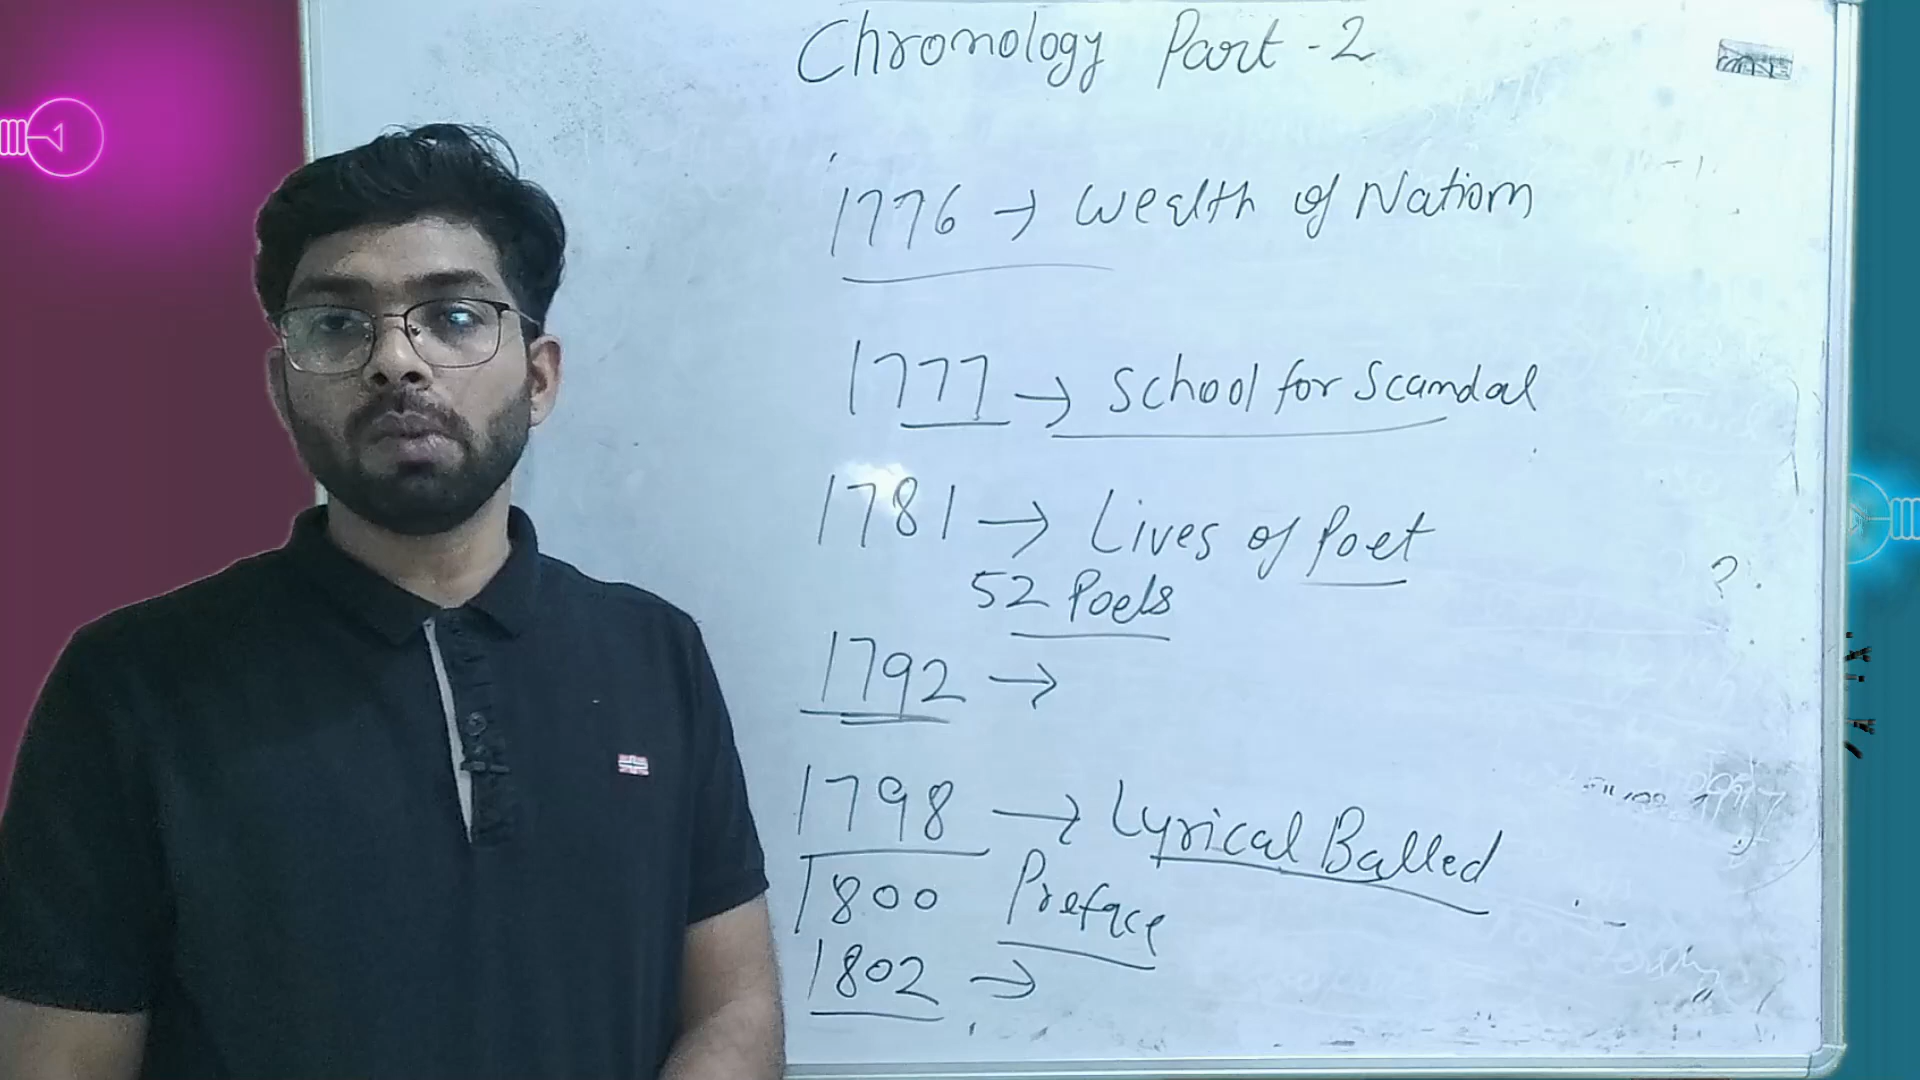 Chronology Part - 2
1776 → Wealth of Nation
1777 → School for Scandal
1781 → Lives of Poet
52 Poets
1792 →
1798 → Lyrical Balled
1800 Preface
1802 →
?